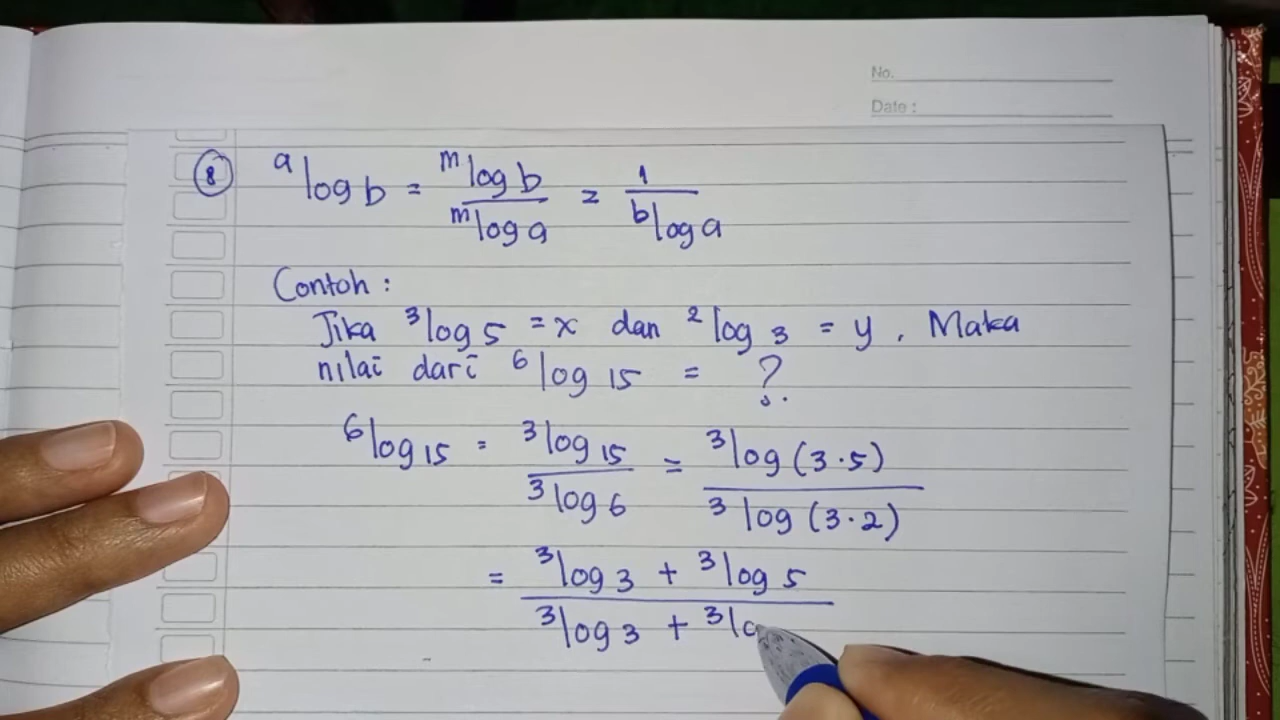 No.
Date :
⑧ ᵃlog b = ᵐlog b / ᵐlog a = 1 / ᵇlog a
Contoh :
Jika ³log 5 = x dan ²log 3 = y . Maka
nilai dari ⁶log 15 = ?
⁶log 15 = ³log 15 / ³log 6 = ³log (3·5) / ³log (3·2)
= ³log 3 + ³log 5 / ³log 3 + ³lo